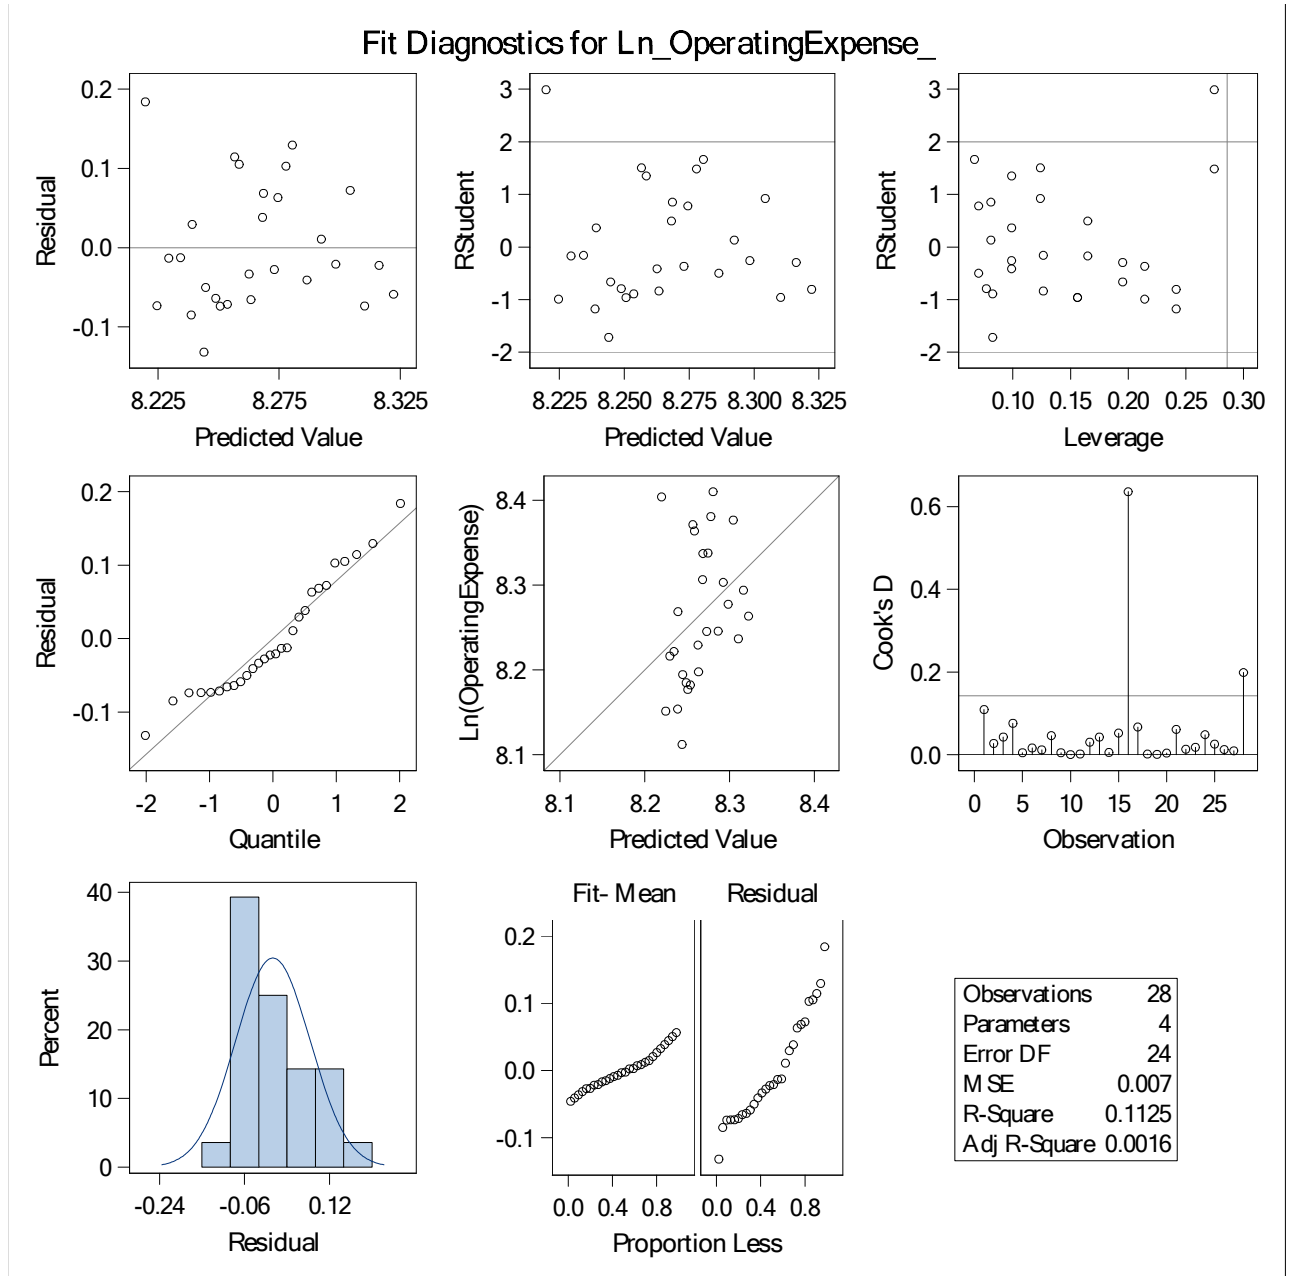 Fit Diagnostics for Ln_OperatingExpense_
0.2
0.1
0.0
-0.1
Residual
8.225 8.275 8.325
Predicted Value
3
2
1
0
-1
-2
RStudent
8.225 8.250 8.275 8.300 8.325
Predicted Value
3
2
1
0
-1
-2
RStudent
0.10 0.15 0.20 0.25 0.30
Leverage
0.2
0.1
0.0
-0.1
Residual
-2 -1 0 1 2
Quantile
8.4
8.3
8.2
8.1
Ln(OperatingExpense)
8.1 8.2 8.3 8.4
Predicted Value
0.6
0.4
0.2
0.0
Cook's D
0 5 10 15 20 25
Observation
40
30
20
10
0
Percent
-0.24 -0.06 0.12
Residual
Fit-Mean Residual
0.2
0.1
0.0
-0.1
0.0 0.4 0.8 0.0 0.4 0.8
Proportion Less
Observations 28
Parameters 4
Error DF 24
MSE 0.007
R-Square 0.1125
Adj R-Square 0.0016